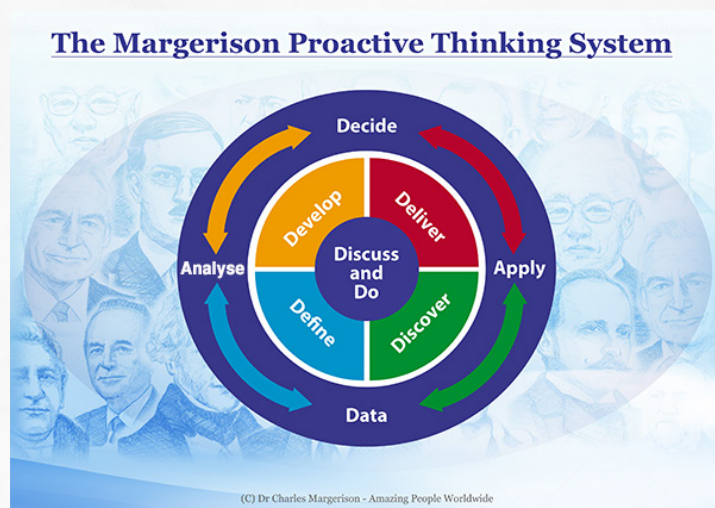 The Margerison Proactive Thinking System
Decide
Develop
Deliver
Analyse
Discuss
and
Do
Apply
Define
Discover
Data
(C) Dr Charles Margerison - Amazing People Worldwide